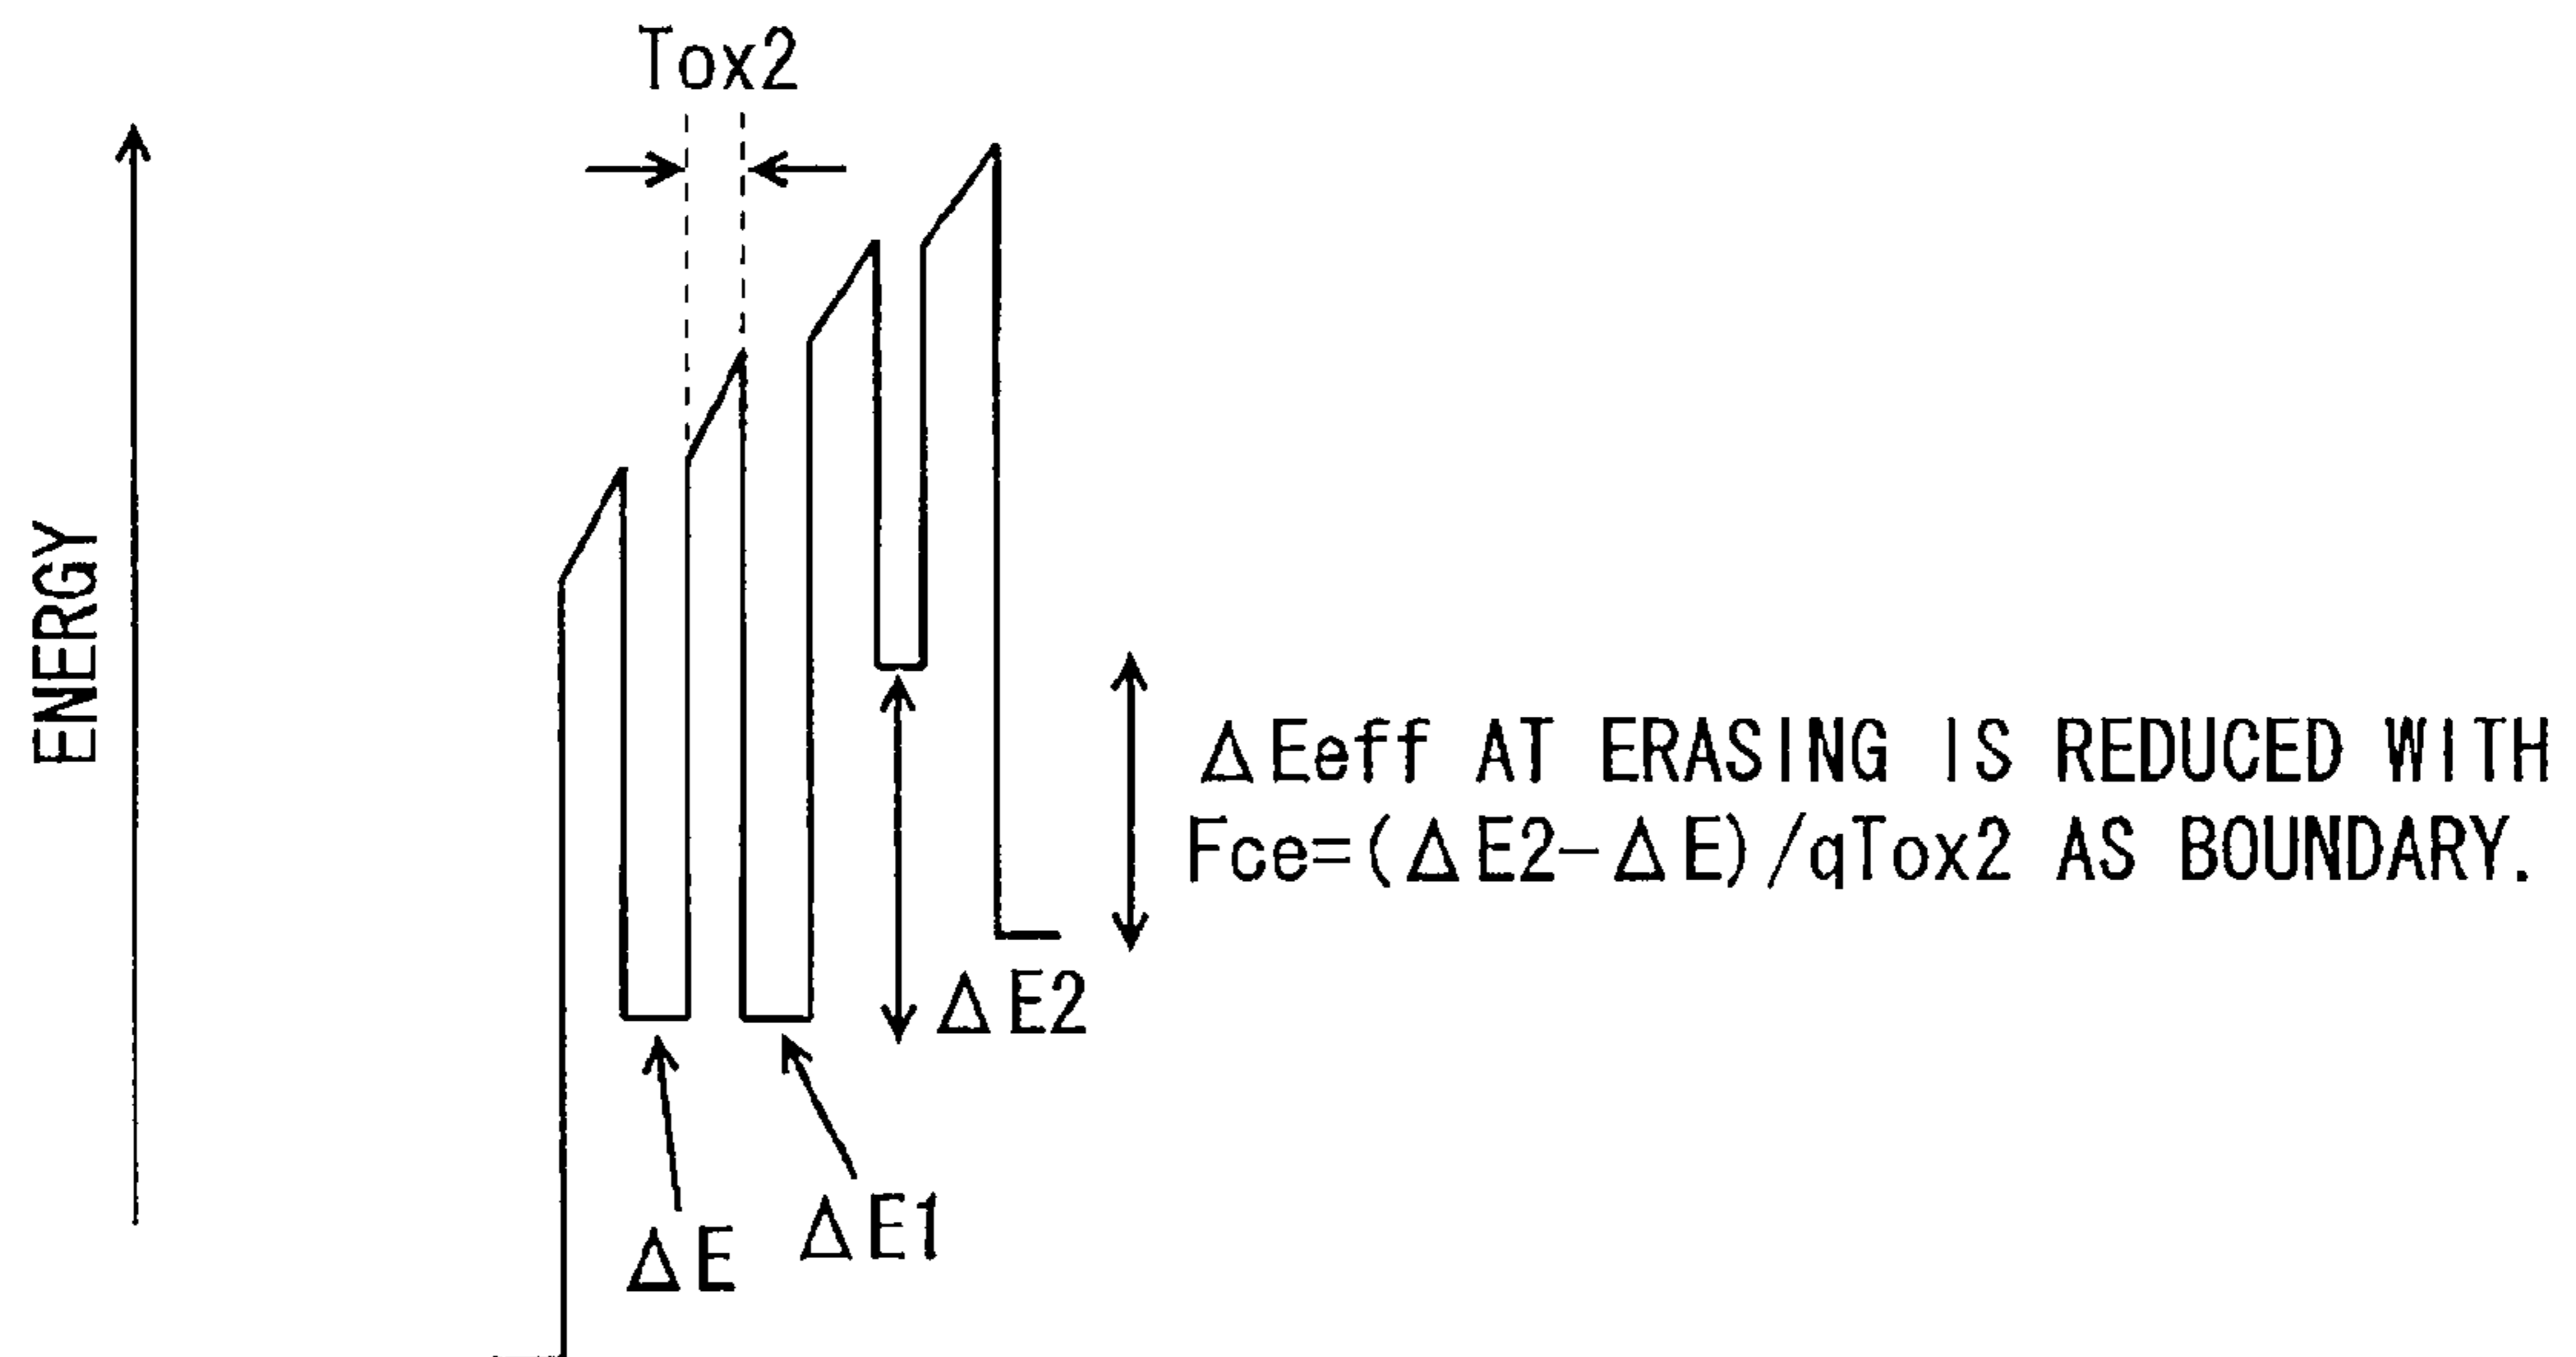 Tox2
ENERGY
ΔEeff AT ERASING IS REDUCED WITH
Fce=(ΔE2-ΔE)/qTox2 AS BOUNDARY.
ΔE2
ΔE1
ΔE